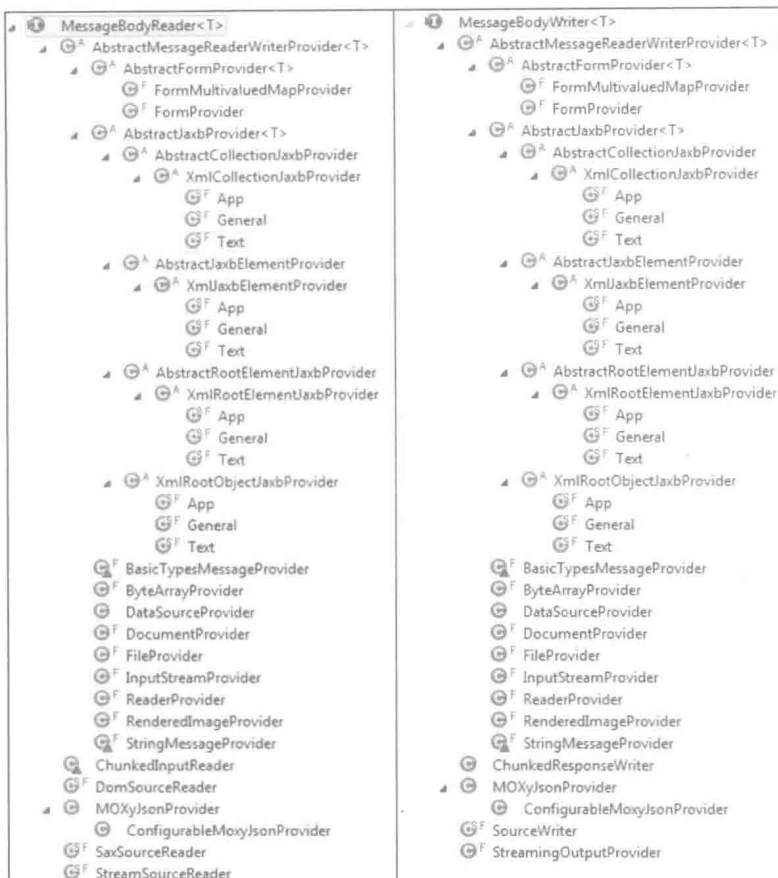 MessageBodyReader<T>
AbstractMessageReaderWriterProvider<T>
AbstractFormProvider<T>
FormMultivaluedMapProvider
FormProvider
AbstractJaxbProvider<T>
AbstractCollectionJaxbProvider
XmlCollectionJaxbProvider
App
General
Text
AbstractJaxbElementProvider
XmlJaxbElementProvider
App
General
Text
AbstractRootElementJaxbProvider
XmlRootElementJaxbProvider
App
General
Text
XmlRootObjectJaxbProvider
App
General
Text
BasicTypesMessageProvider
ByteArrayProvider
DataSourceProvider
DocumentProvider
FileProvider
InputStreamProvider
ReaderProvider
RenderedImageProvider
StringMessageProvider
ChunkedInputReader
DomSourceReader
MOXyJsonProvider
ConfigurableMoxyJsonProvider
SaxSourceReader
StreamSourceReader
MessageBodyWriter<T>
AbstractMessageReaderWriterProvider<T>
AbstractFormProvider<T>
FormMultivaluedMapProvider
FormProvider
AbstractJaxbProvider<T>
AbstractCollectionJaxbProvider
XmlCollectionJaxbProvider
App
General
Text
AbstractJaxbElementProvider
XmlJaxbElementProvider
App
General
Text
AbstractRootElementJaxbProvider
XmlRootElementJaxbProvider
App
General
Text
XmlRootObjectJaxbProvider
App
General
Text
BasicTypesMessageProvider
ByteArrayProvider
DataSourceProvider
DocumentProvider
FileProvider
InputStreamProvider
ReaderProvider
RenderedImageProvider
StringMessageProvider
ChunkedResponseWriter
MOXyJsonProvider
ConfigurableMoxyJsonProvider
SourceWriter
StreamingOutputProvider